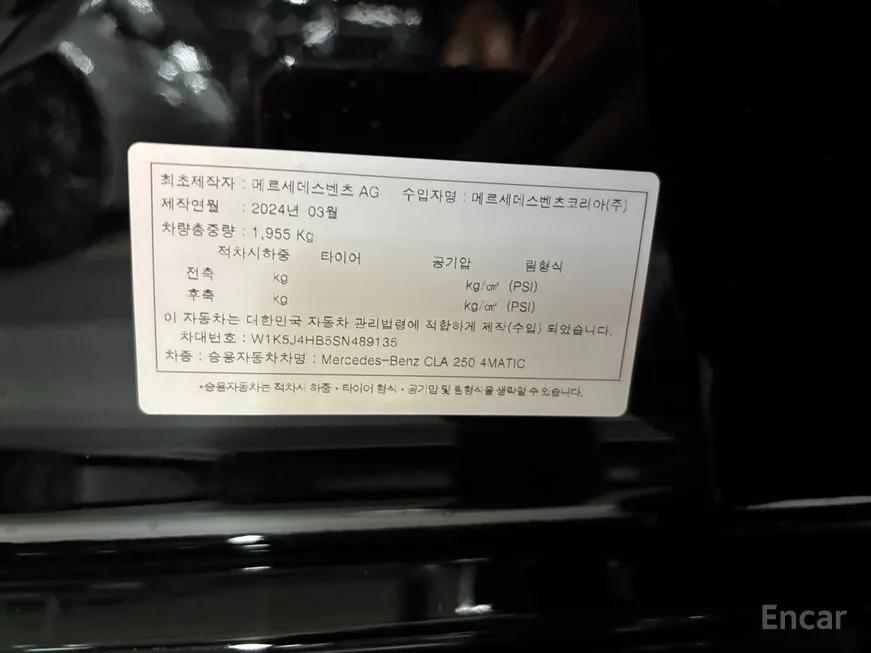 최초제작자 : 메르세데스벤츠 AG 수입자명 : 메르세데스벤츠코리아(주)
제작연월 : 2024년 03월
차량총중량 : 1,955 Kg
적차시하중 타이어 공기압 림형식
전축 kg kg/㎠ (PSI)
후축 kg kg/㎠ (PSI)
이 자동차는 대한민국 자동차 관리법령에 적합하게 제작(수입) 되었습니다.
차대번호 : W1K5J4HB5SN489135
차종 : 승용자동차차명 : Mercedes-Benz CLA 250 4MATIC
*승용자동차는 적차시 하중・타이어 형식・공기압 및 림형식을 생략할 수 있습니다.
Encar